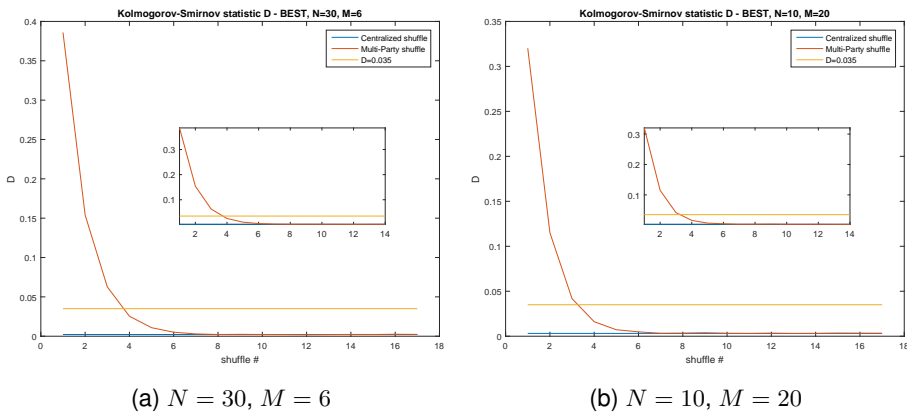 Kolmogorov-Smirnov statistic D - BEST, N=30, M=6
0.4
0.35
0.3
0.25
0.2
0.15
0.1
0.05
0
D
Centralized shuffle
Multi-Party shuffle
D=0.035
0.3
0.2
0.1
2 4 6 8 10 12 14
0 2 4 6 8 10 12 14 16 18
shuffle #
(a) N = 30, M = 6
Kolmogorov-Smirnov statistic D - BEST, N=10, M=20
0.35
0.3
0.25
0.2
0.15
0.1
0.05
0
D
Centralized shuffle
Multi-Party shuffle
D=0.035
0.3
0.2
0.1
2 4 6 8 10 12 14
0 2 4 6 8 10 12 14 16 18
shuffle #
(b) N = 10, M = 20